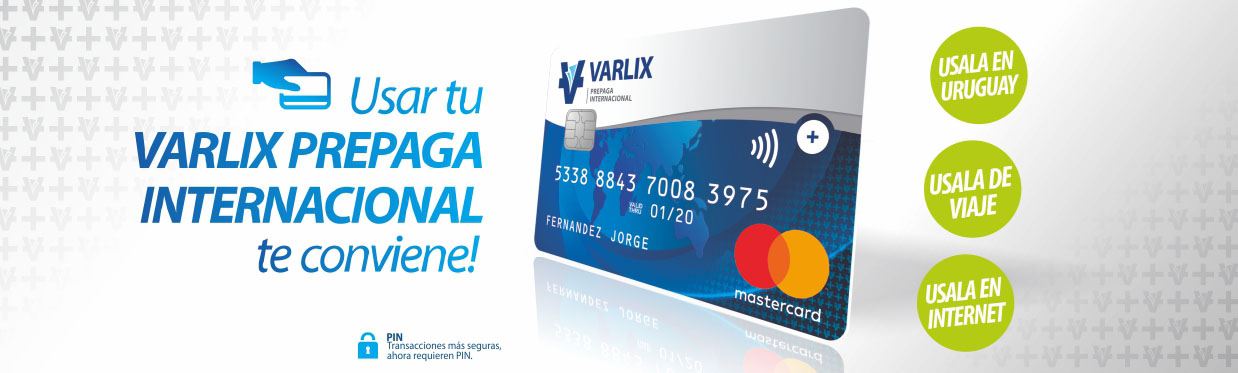 Usar tu
VARLIX PREPAGA
INTERNACIONAL
te conviene!
PIN
Transacciones más seguras,
ahora requieren PIN.
VARLIX
PREPAGA
INTERNACIONAL
5338 8843 7008 3975
VALID
THRU 01/20
FERNANDEZ JORGE
mastercard
USALA EN
URUGUAY
USALA DE
VIAJE
USALA EN
INTERNET